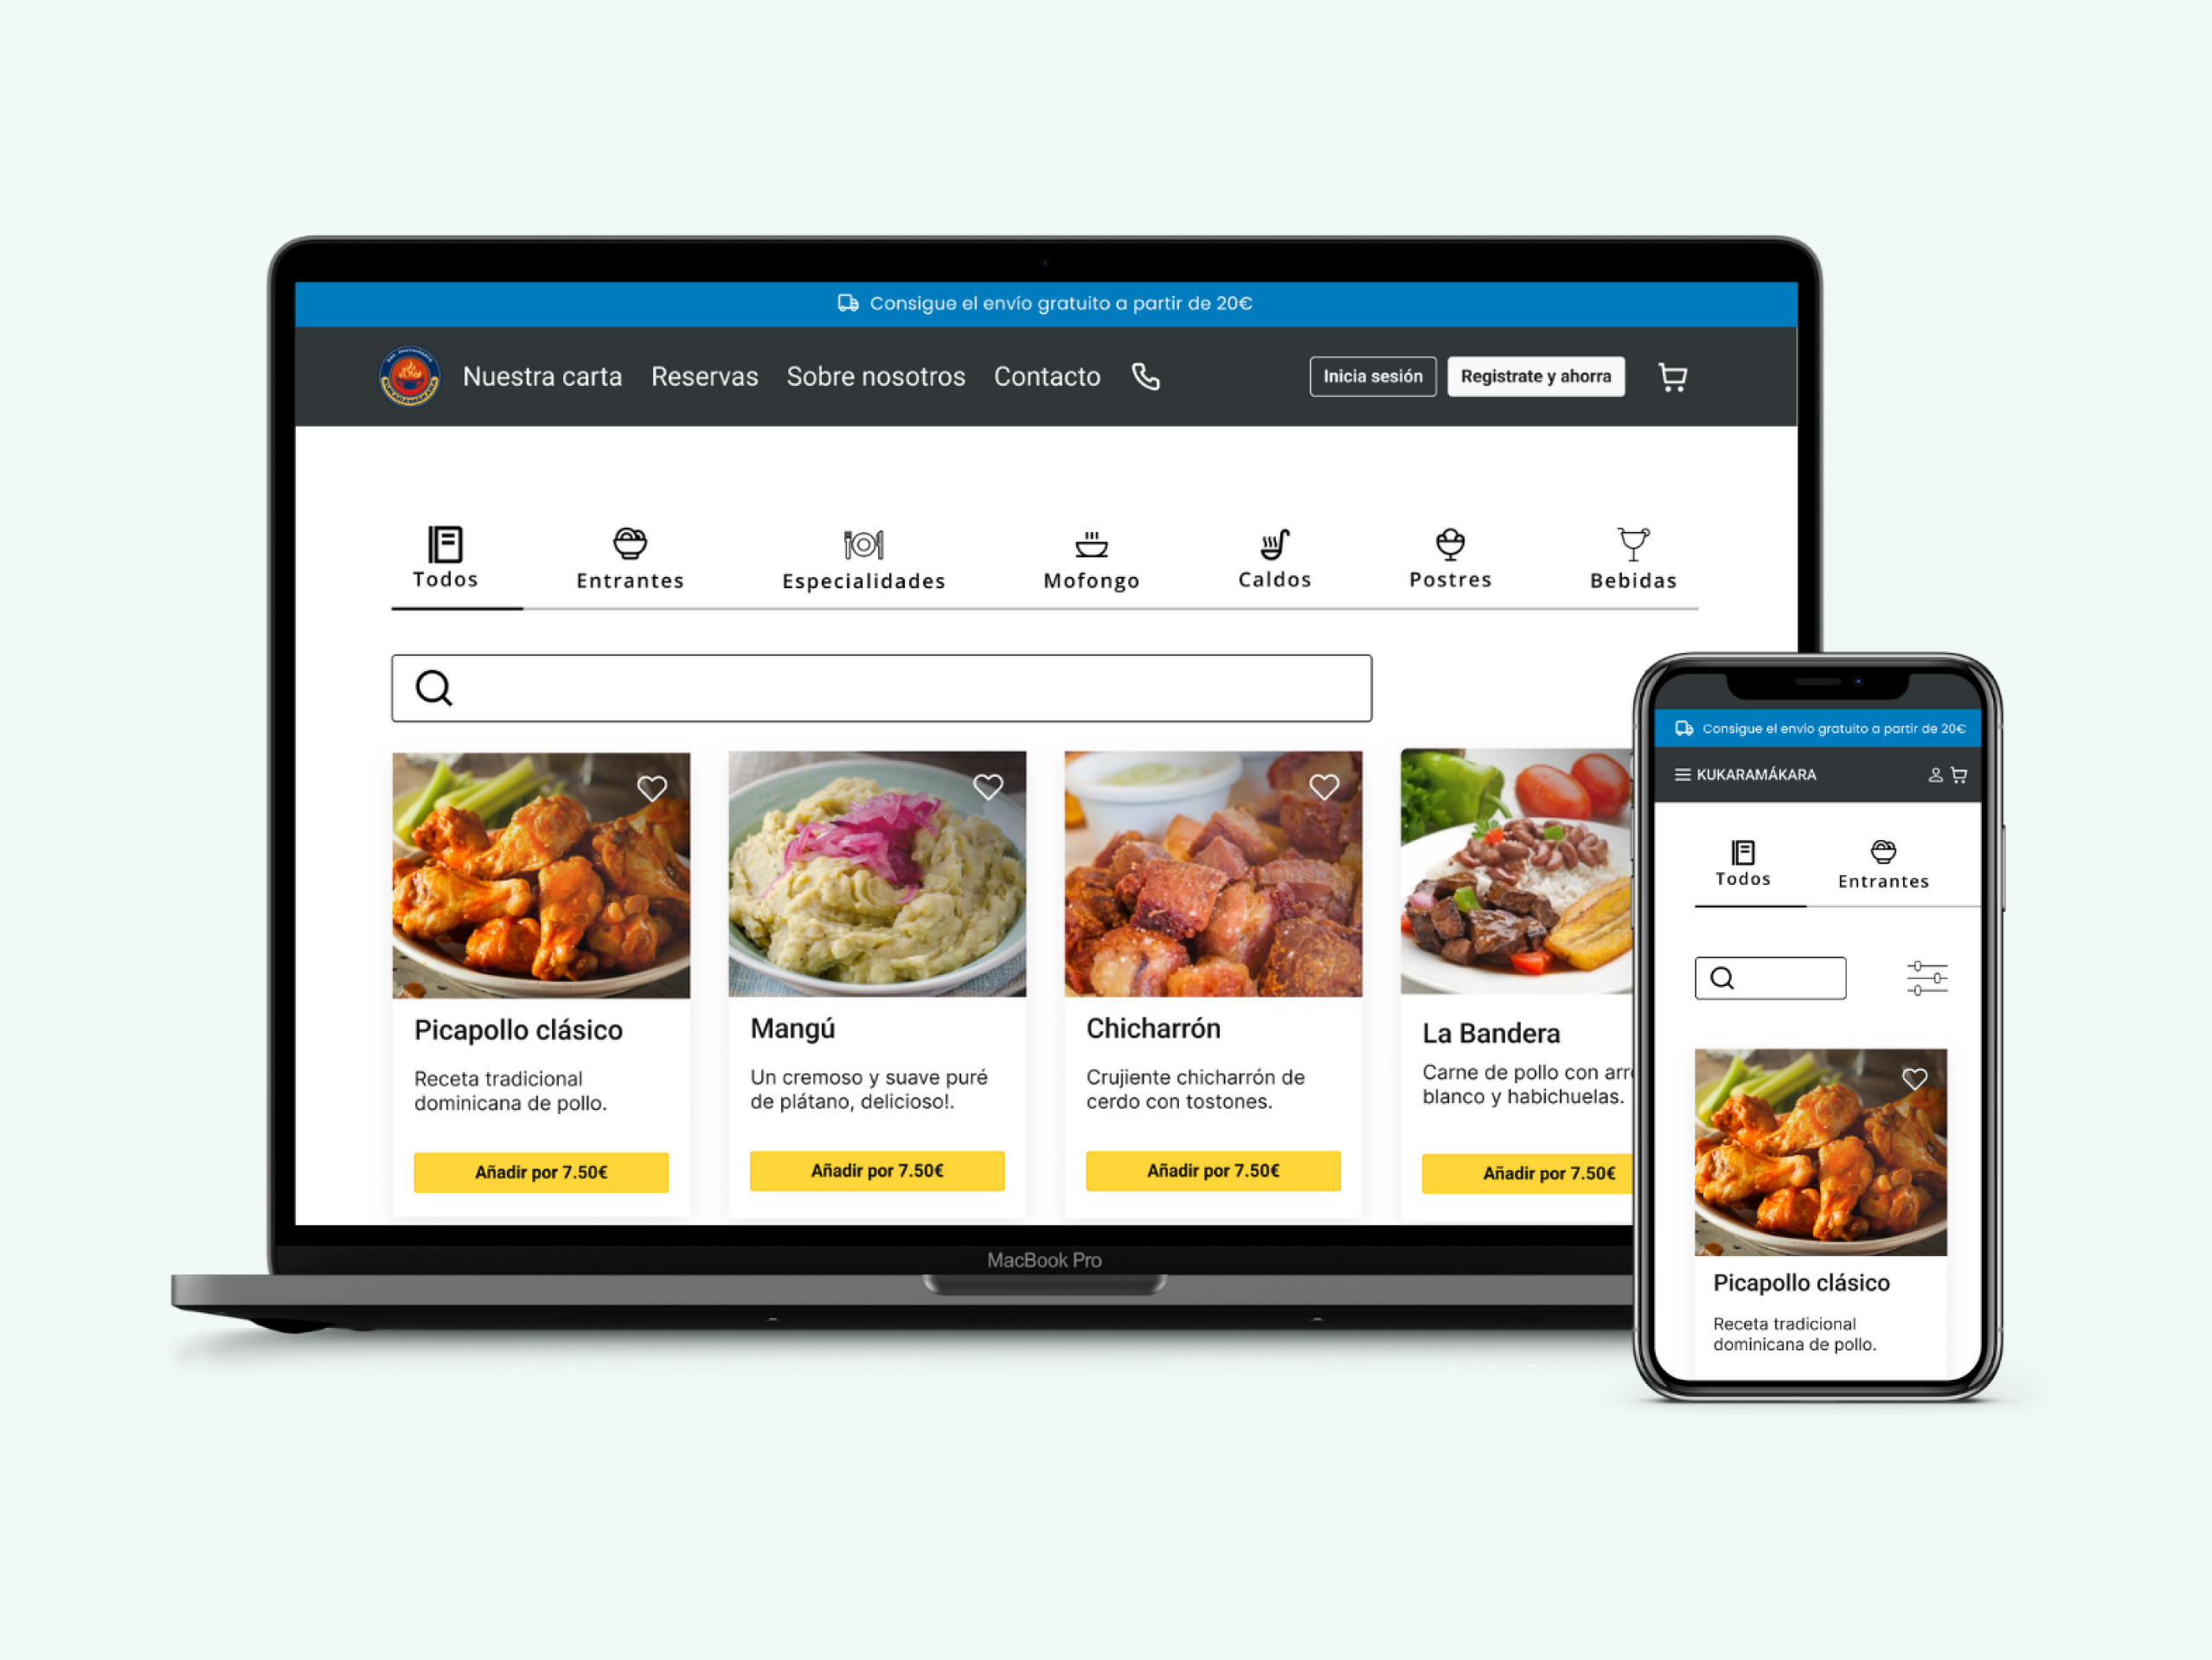 Consigue el envío gratuito a partir de 20€
Nuestra carta Reservas Sobre nosotros Contacto Inicia sesión Registrate y ahorra
Todos Entrantes Especialidades Mofongo Caldos Postres Bebidas
Picapollo clásico
Receta tradicional
dominicana de pollo.
Añadir por 7.50€
Mangú
Un cremoso y suave puré
de plátano, delicioso!.
Añadir por 7.50€
Chicharrón
Crujiente chicharrón de
cerdo con tostones.
Añadir por 7.50€
La Bandera
Carne de pollo con arr
blanco y habichuelas.
Añadir por 7.50€
MacBook Pro
Consigue el envío gratuito a partir de 20€
KUKARAMÁKARA
Todos Entrantes
Picapollo clásico
Receta tradicional
dominicana de pollo.